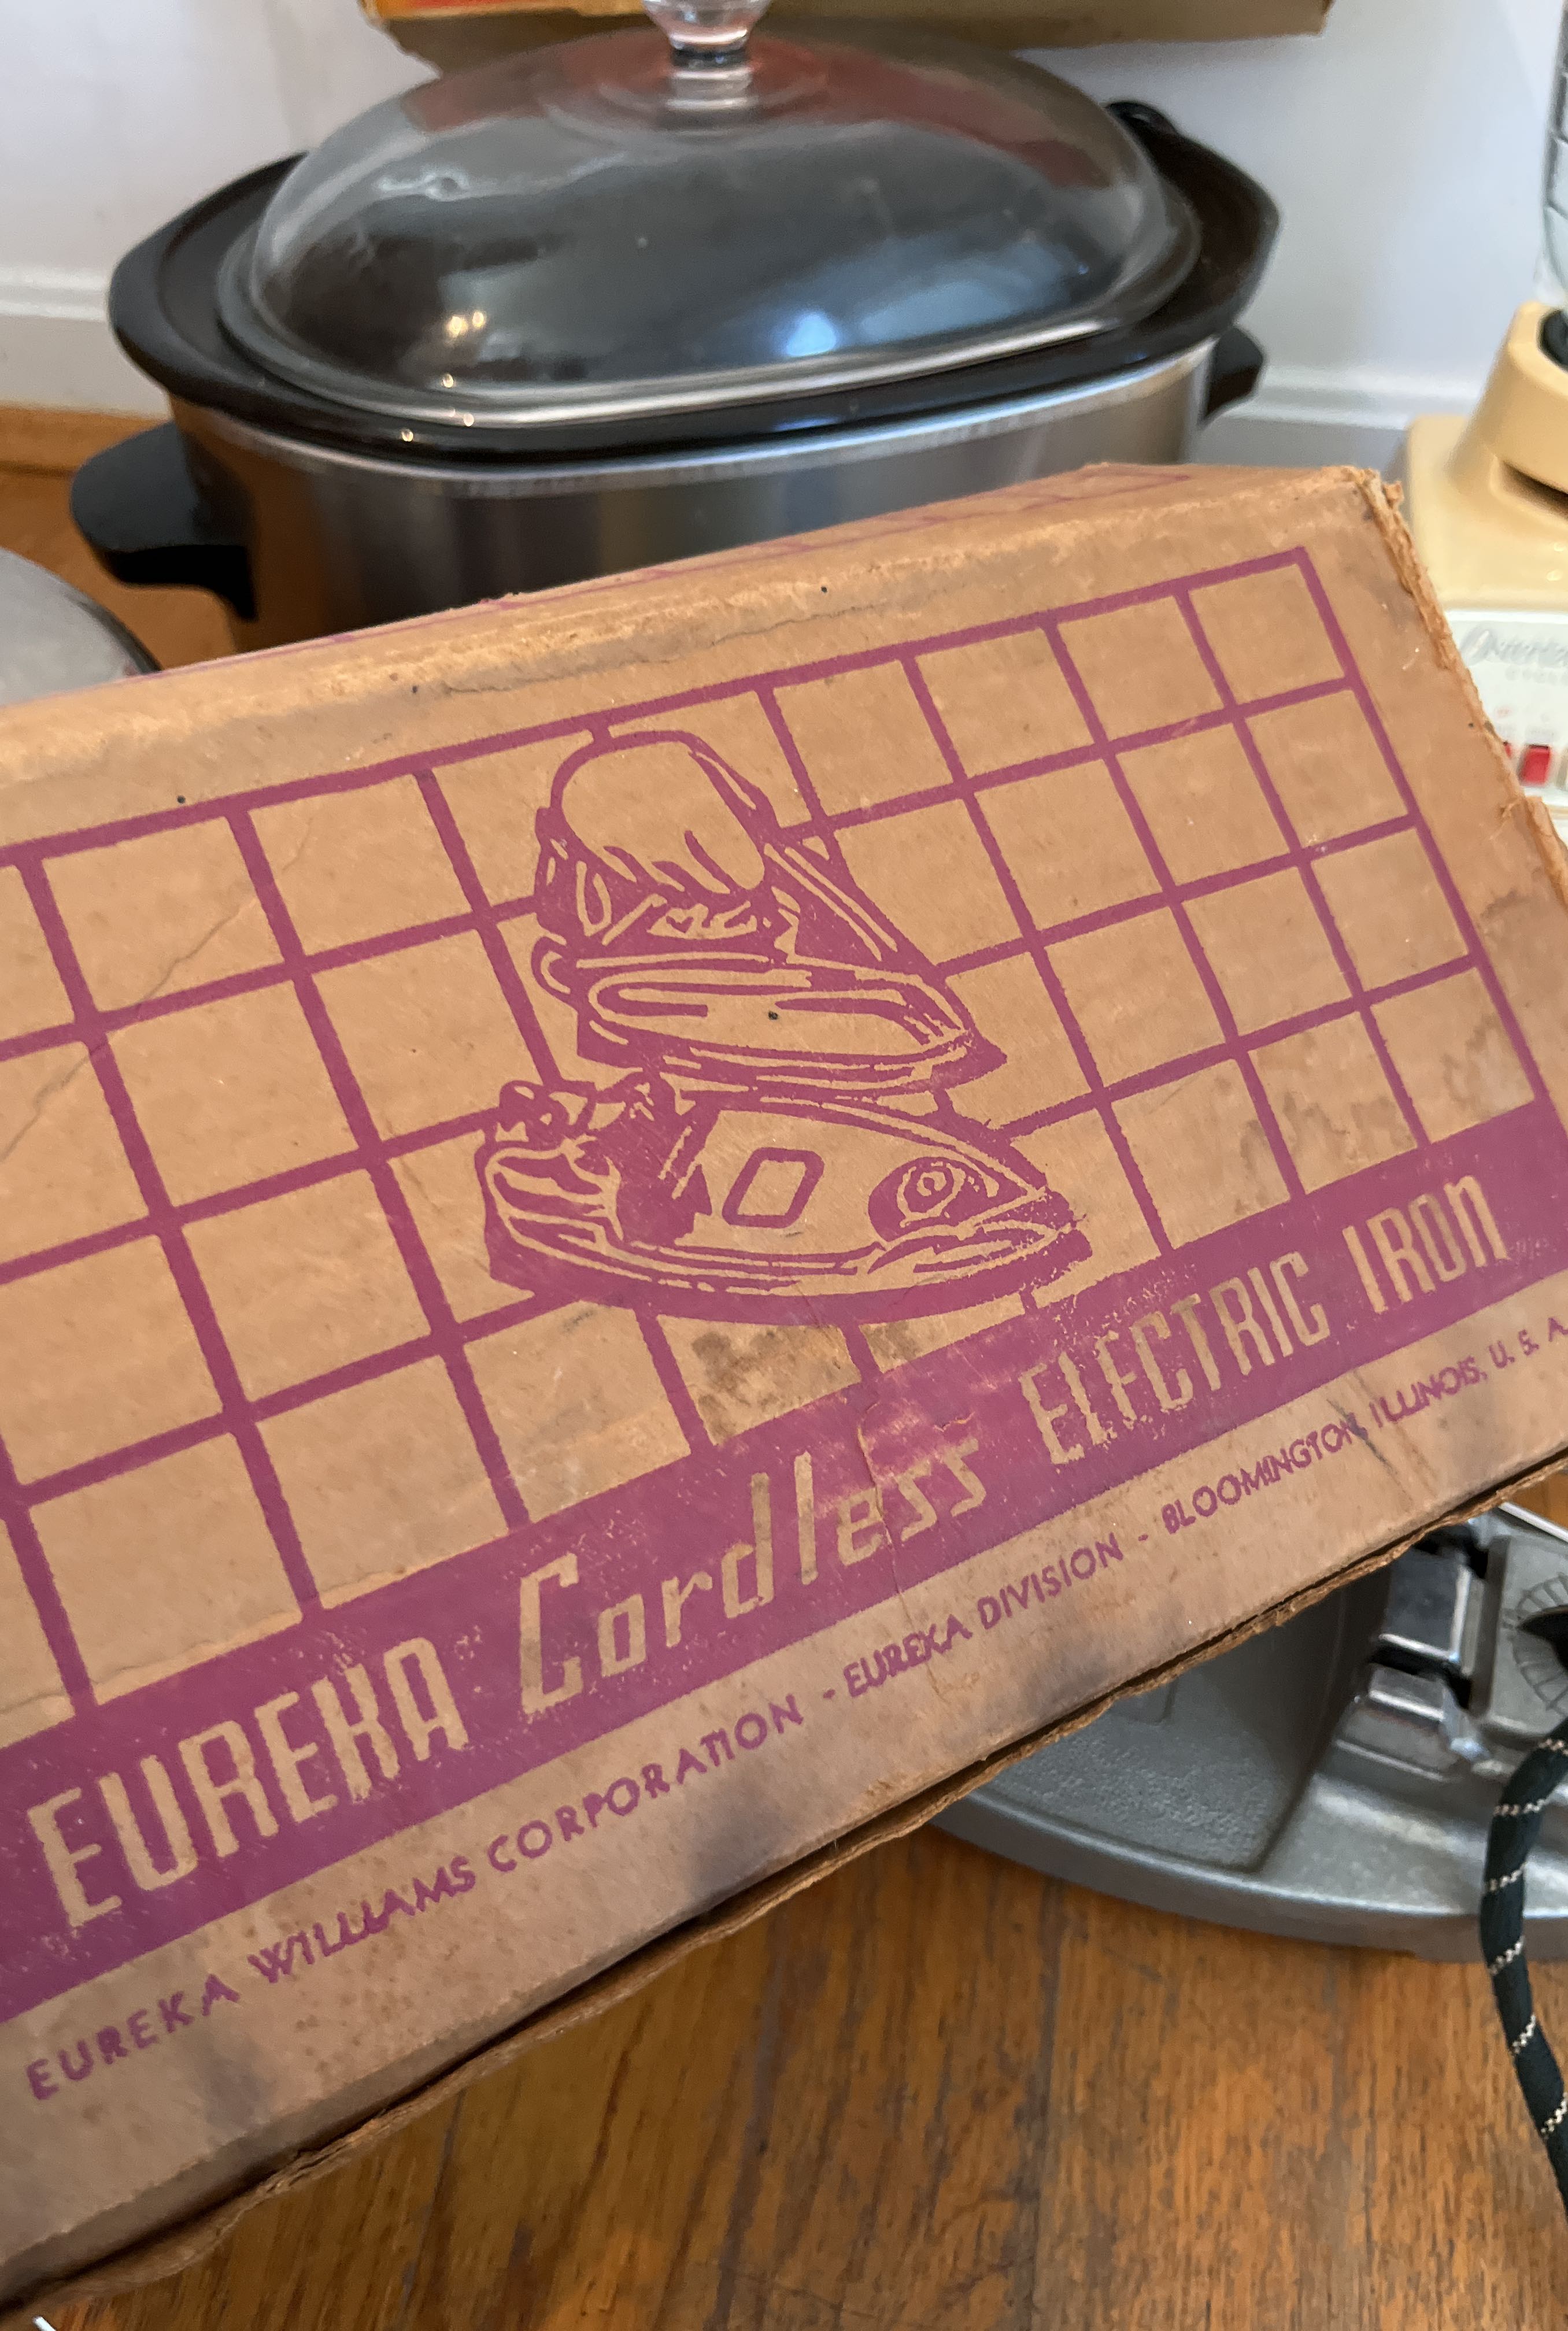 EUREKA Cordless ELECTRIC IRON
EUREKA WILLIAMS CORPORATION - EUREKA DIVISION - BLOOMINGTON, ILLINOIS, U. S. A.